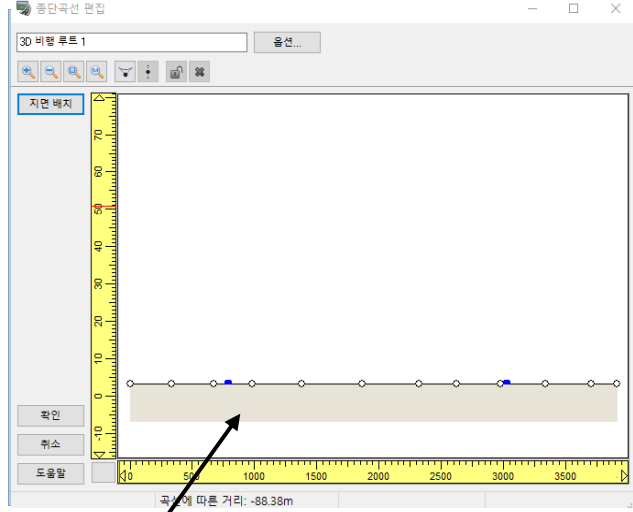 종단곡선 편집
3D 비행 루트 1
옵션...
지면 배치
70
60
50
40
30
20
10
0
-10
확인
취소
도움말
0 500 1000 1500 2000 2500 3000 3500
곡선에 따른 거리: -88.38m